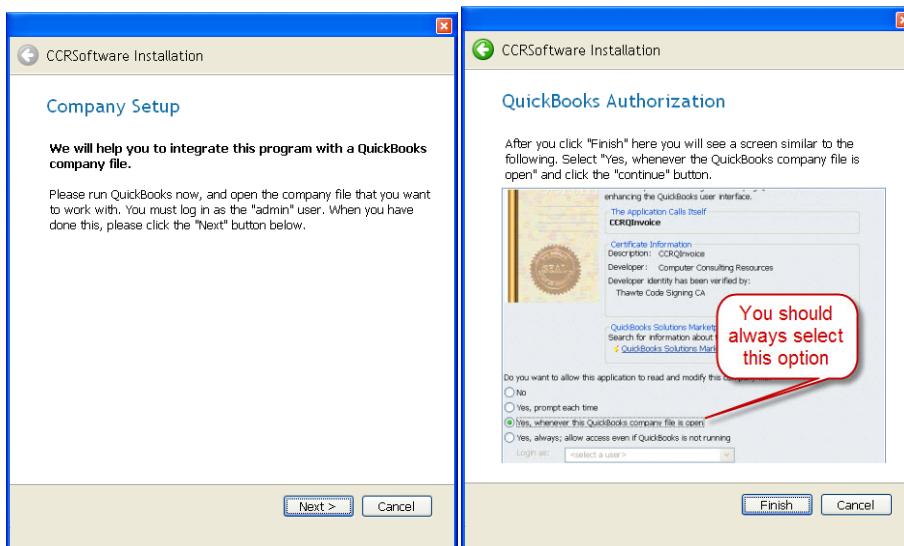 CCRSoftware Installation
Company Setup
We will help you to integrate this program with a QuickBooks
company file.
Please run QuickBooks now, and open the company file that you want
to work with. You must log in as the "admin" user. When you have
done this, please click the "Next" button below.
Next >
Cancel
CCRSoftware Installation
QuickBooks Authorization
After you click "Finish" here you will see a screen similar to the
following. Select "Yes, whenever the QuickBooks company file is
open" and click the "continue" button.
enhancing the QuickBooks user interface.
The Application Calls Itself
CCRQInvoice
Certificate Information
Description: CCRQInvoice
Developer: Computer Consulting Resources
Developer identity has been verified by:
Thawte Code Signing CA
SEAL
QuickBooks Solutions
Search for information about
QuickBooks Solutions
You should
always select
this option
Do you want to allow this application to read and modify this
No
Yes, prompt each time
Yes, whenever this QuickBooks company file is open
Yes, always; allow access even if QuickBooks is not running
Login as:
<select a user>
Finish
Cancel